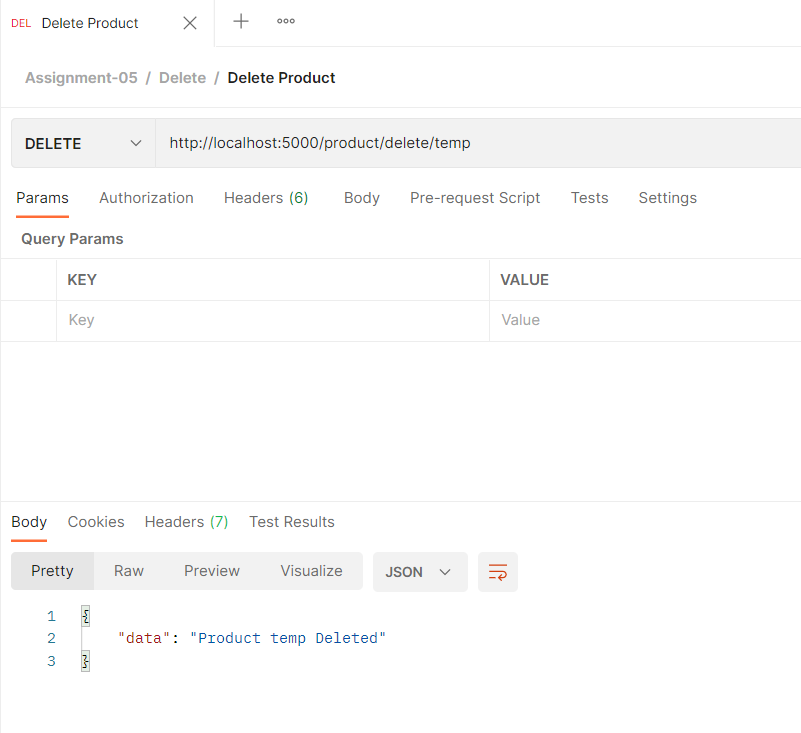 DEL Delete Product
Assignment-05 / Delete / Delete Product
DELETE http://localhost:5000/product/delete/temp
Params Authorization Headers (6) Body Pre-request Script Tests Settings
Query Params
KEY VALUE
Key Value
Body Cookies Headers (7) Test Results
Pretty Raw Preview Visualize JSON
1 {
2 "data": "Product temp Deleted"
3 }